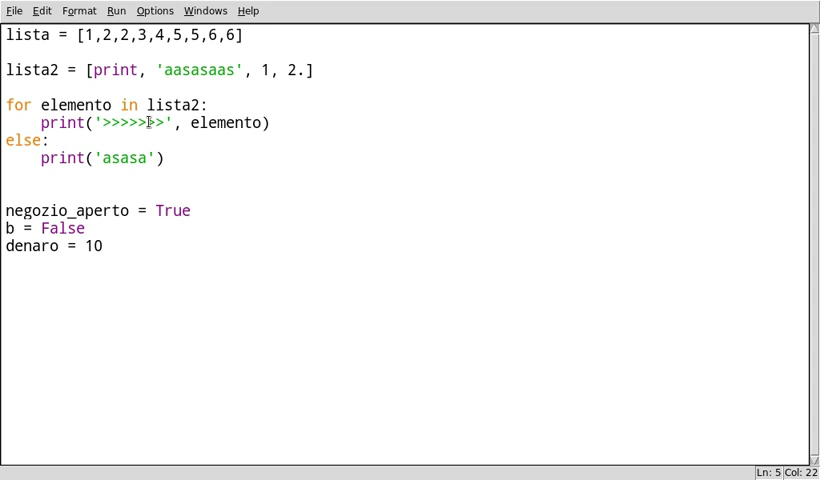 File Edit Format Run Options Windows Help
lista = [1,2,2,3,4,5,5,6,6]
lista2 = [print, 'aasasaas', 1, 2.]
for elemento in lista2:
    print('>>>>>>>', elemento)
else:
    print('asasa')
negozio_aperto = True
b = False
denaro = 10
Ln: 5 Col: 22